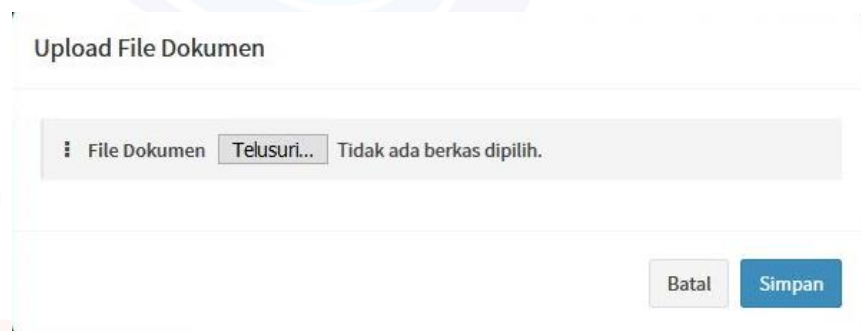 Upload File Dokumen
File Dokumen Telusuri... Tidak ada berkas dipilih.
Batal Simpan